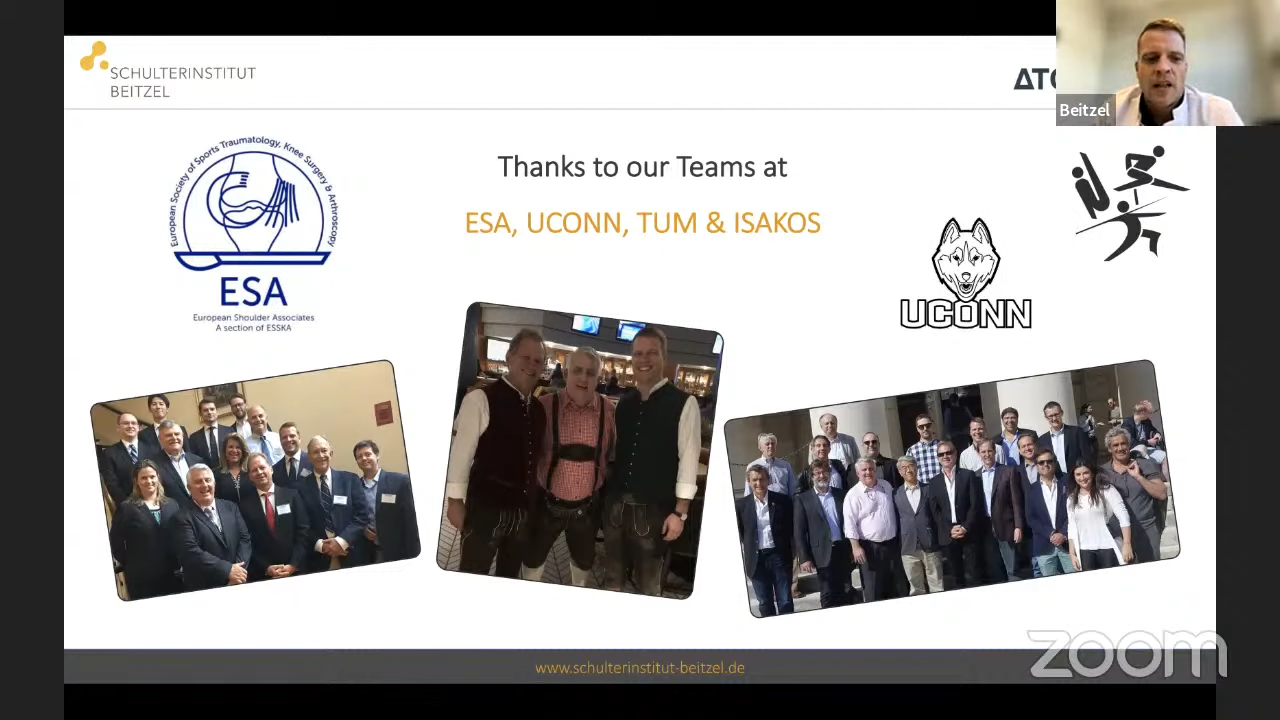 SCHULTERINSTITUT
BEITZEL
ATO
Beitzel
European Society of Sports Traumatology, Knee Surgery & Arthroscopy
ESA
European Shoulder Associates
A section of ESSKA
Thanks to our Teams at
ESA, UCONN, TUM & ISAKOS
UCONN
www.schulterinstitut-beitzel.de
zoom